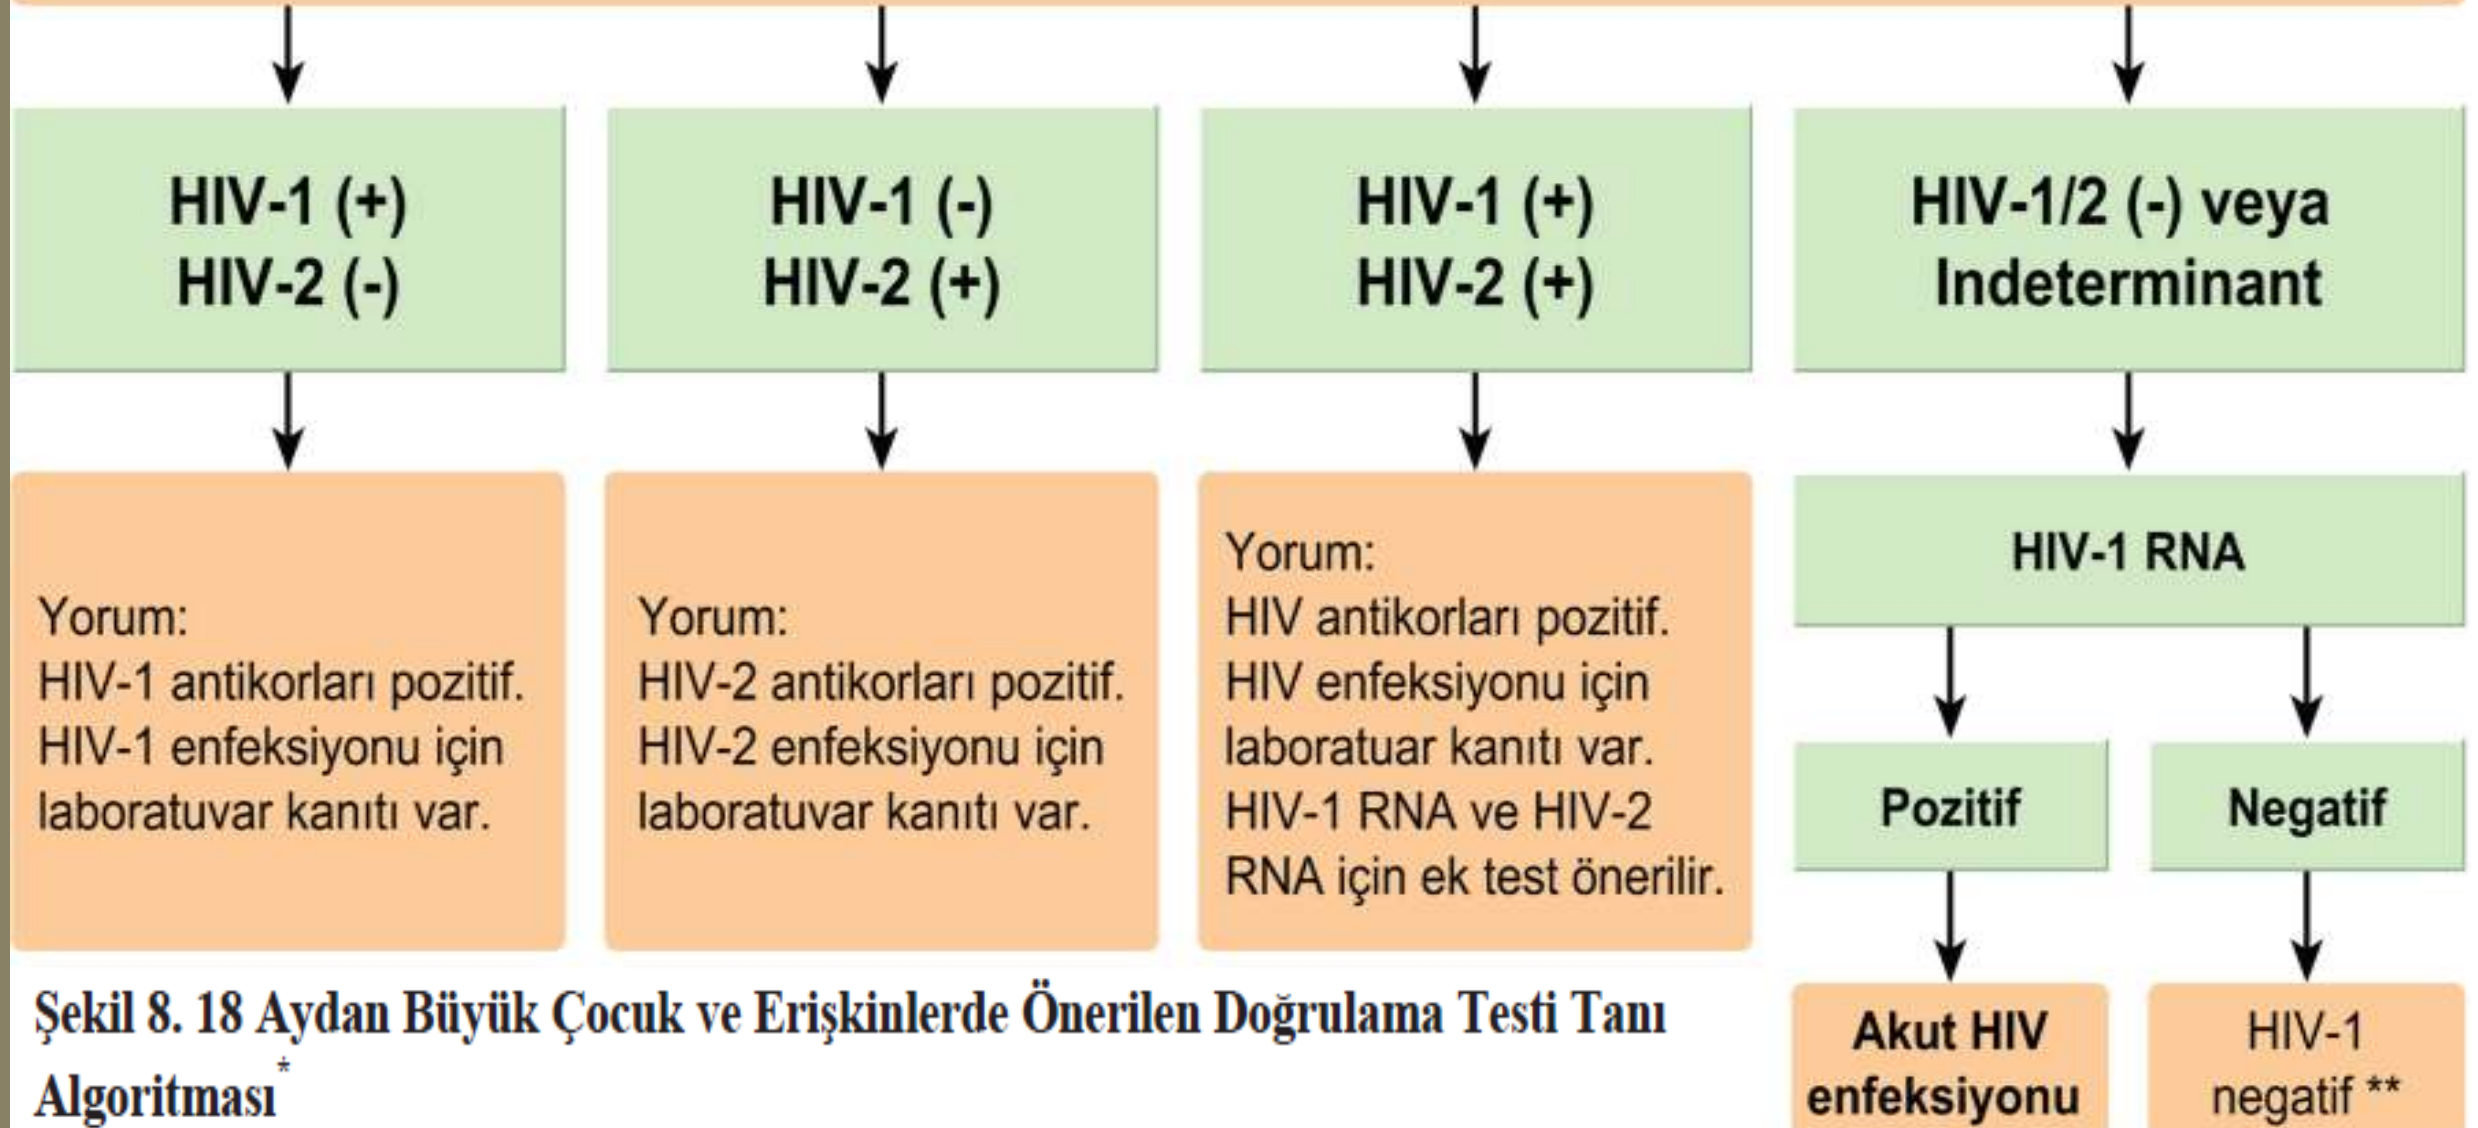 HIV-1 (+)
HIV-2 (-)
HIV-1 (-)
HIV-2 (+)
HIV-1 (+)
HIV-2 (+)
HIV-1/2 (-) veya
Indeterminant
Yorum:
HIV-1 antikorları pozitif.
HIV-1 enfeksiyonu için
laboratuvar kanıtı var.
Yorum:
HIV-2 antikorları pozitif.
HIV-2 enfeksiyonu için
laboratuvar kanıtı var.
Yorum:
HIV antikorları pozitif.
HIV enfeksiyonu için
laboratuar kanıtı var.
HIV-1 RNA ve HIV-2
RNA için ek test önerilir.
HIV-1 RNA
Pozitif
Negatif
Akut HIV
enfeksiyonu
HIV-1
negatif **
Şekil 8. 18 Aydan Büyük Çocuk ve Erişkinlerde Önerilen Doğrulama Testi Tanı
Algoritması*